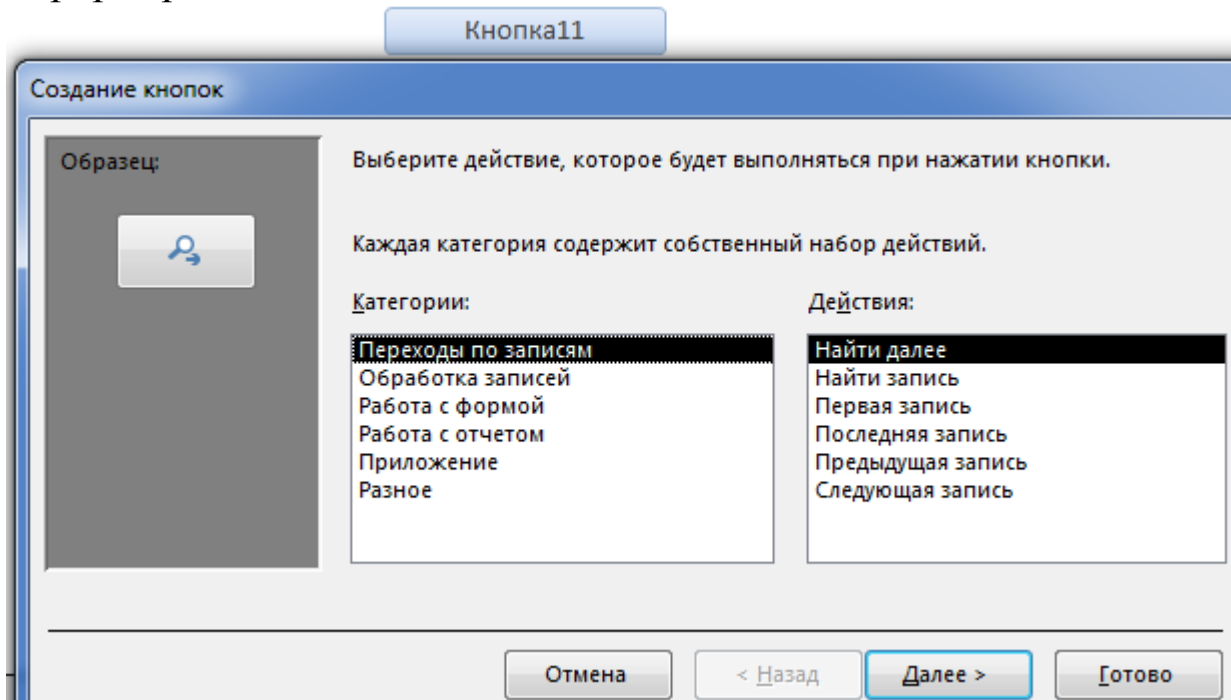 Кнопка11
Создание кнопок
Образец:
Выберите действие, которое будет выполняться при нажатии кнопки.
Каждая категория содержит собственный набор действий.
Категории:
Переходы по записям
Обработка записей
Работа с формой
Работа с отчетом
Приложение
Разное
Действия:
Найти далее
Найти запись
Первая запись
Последняя запись
Предыдущая запись
Следующая запись
Отмена
< Назад
Далее >
Готово